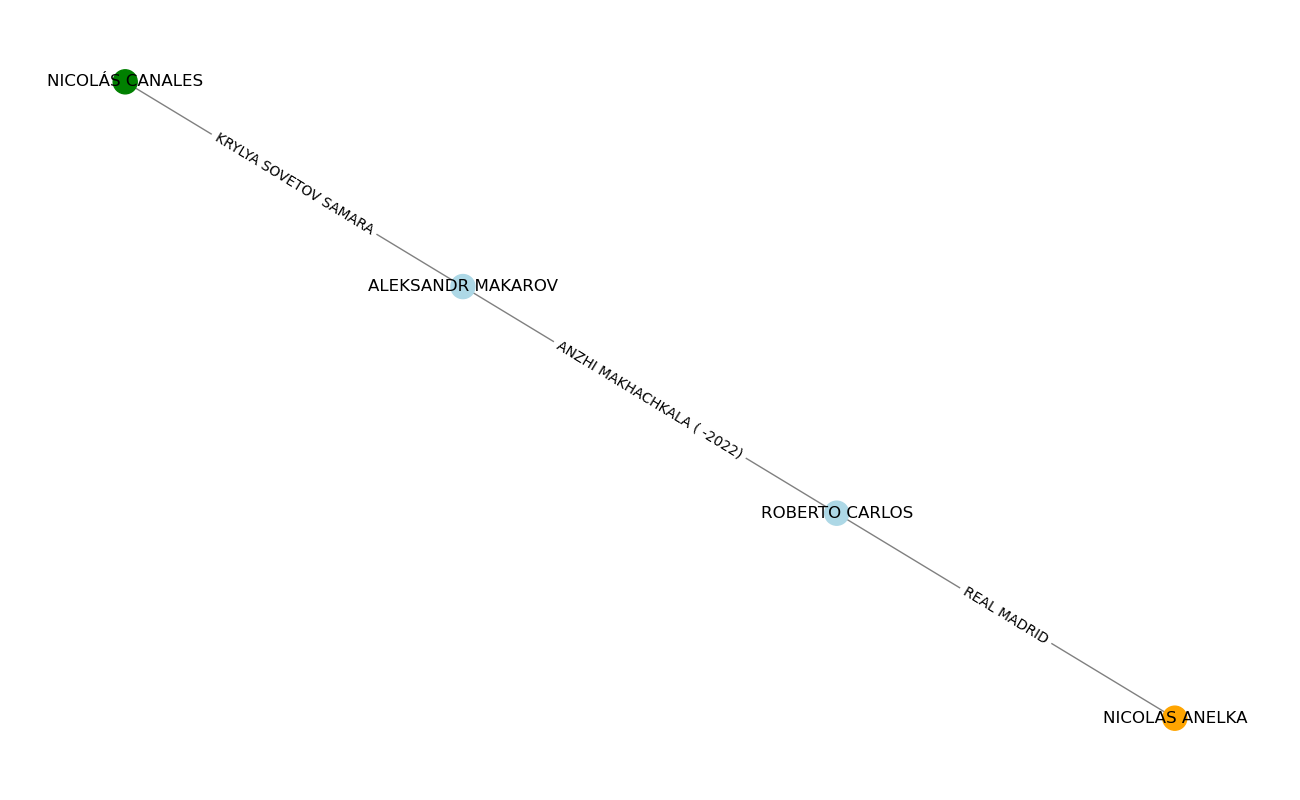 NICOLÁS CANALES
KRYLYA SOVETOV SAMARA
ALEKSANDR MAKAROV
ANZHI MAKHACHKALA ( -2022)
ROBERTO CARLOS
REAL MADRID
NICOLAS ANELKA